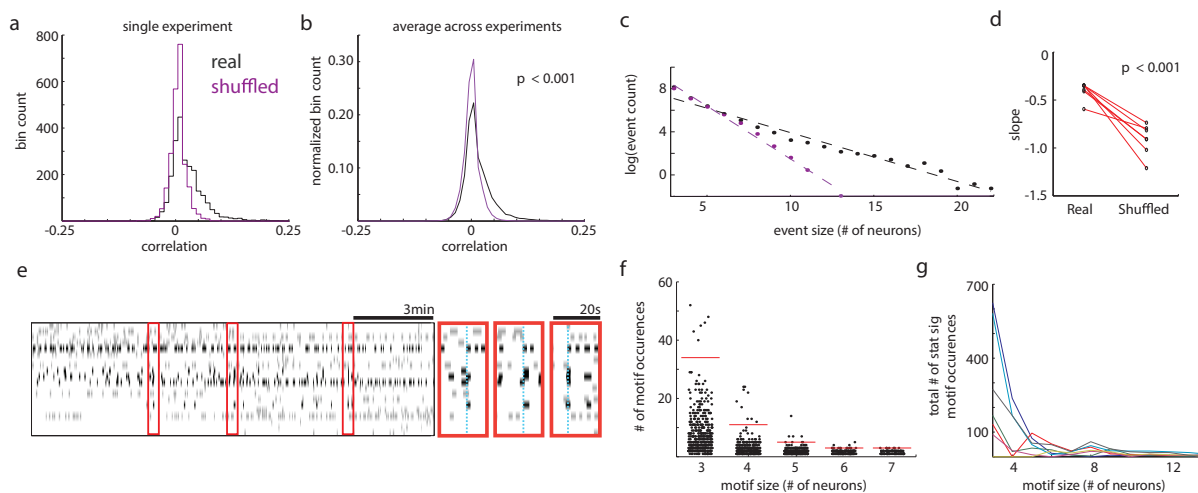 a
single experiment
800
600
400
200
0
bin count
real
shuffled
-0.25
0
0.25
correlation
b
average across experiments
0.30
0.20
0.10
0
normalized bin count
p < 0.001
-0.25
0
0.25
correlation
c
8
4
0
log(event count)
5
10
15
20
event size (# of neurons)
d
0
-0.5
-1.0
-1.5
slope
p < 0.001
Real
Shuffled
e
3min
20s
f
60
40
20
0
# of motif occurences
3
4
5
6
7
motif size (# of neurons)
g
700
400
100
total # of stat sig
motif occurences
4
8
12
motif size (# of neurons)